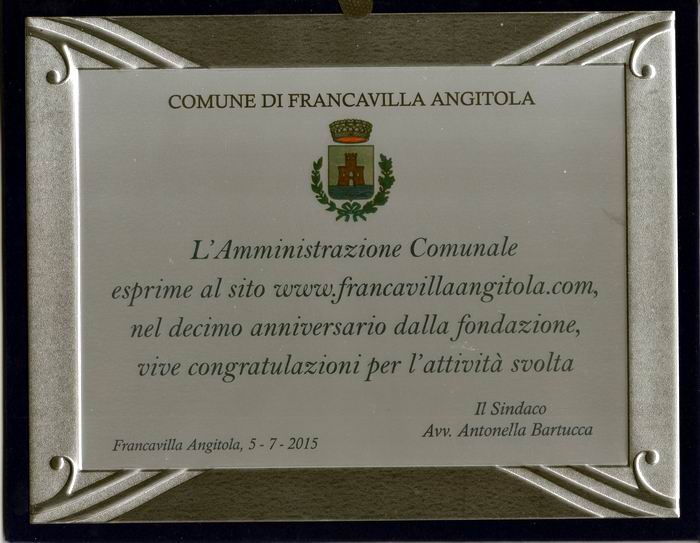 COMUNE DI FRANCAVILLA ANGITOLA
L'Amministrazione Comunale
esprime al sito www.francavillaangitola.com,
nel decimo anniversario dalla fondazione,
vive congratulazioni per l'attività svolta
Il Sindaco
Avv. Antonella Bartucca
Francavilla Angitola, 5 - 7 - 2015